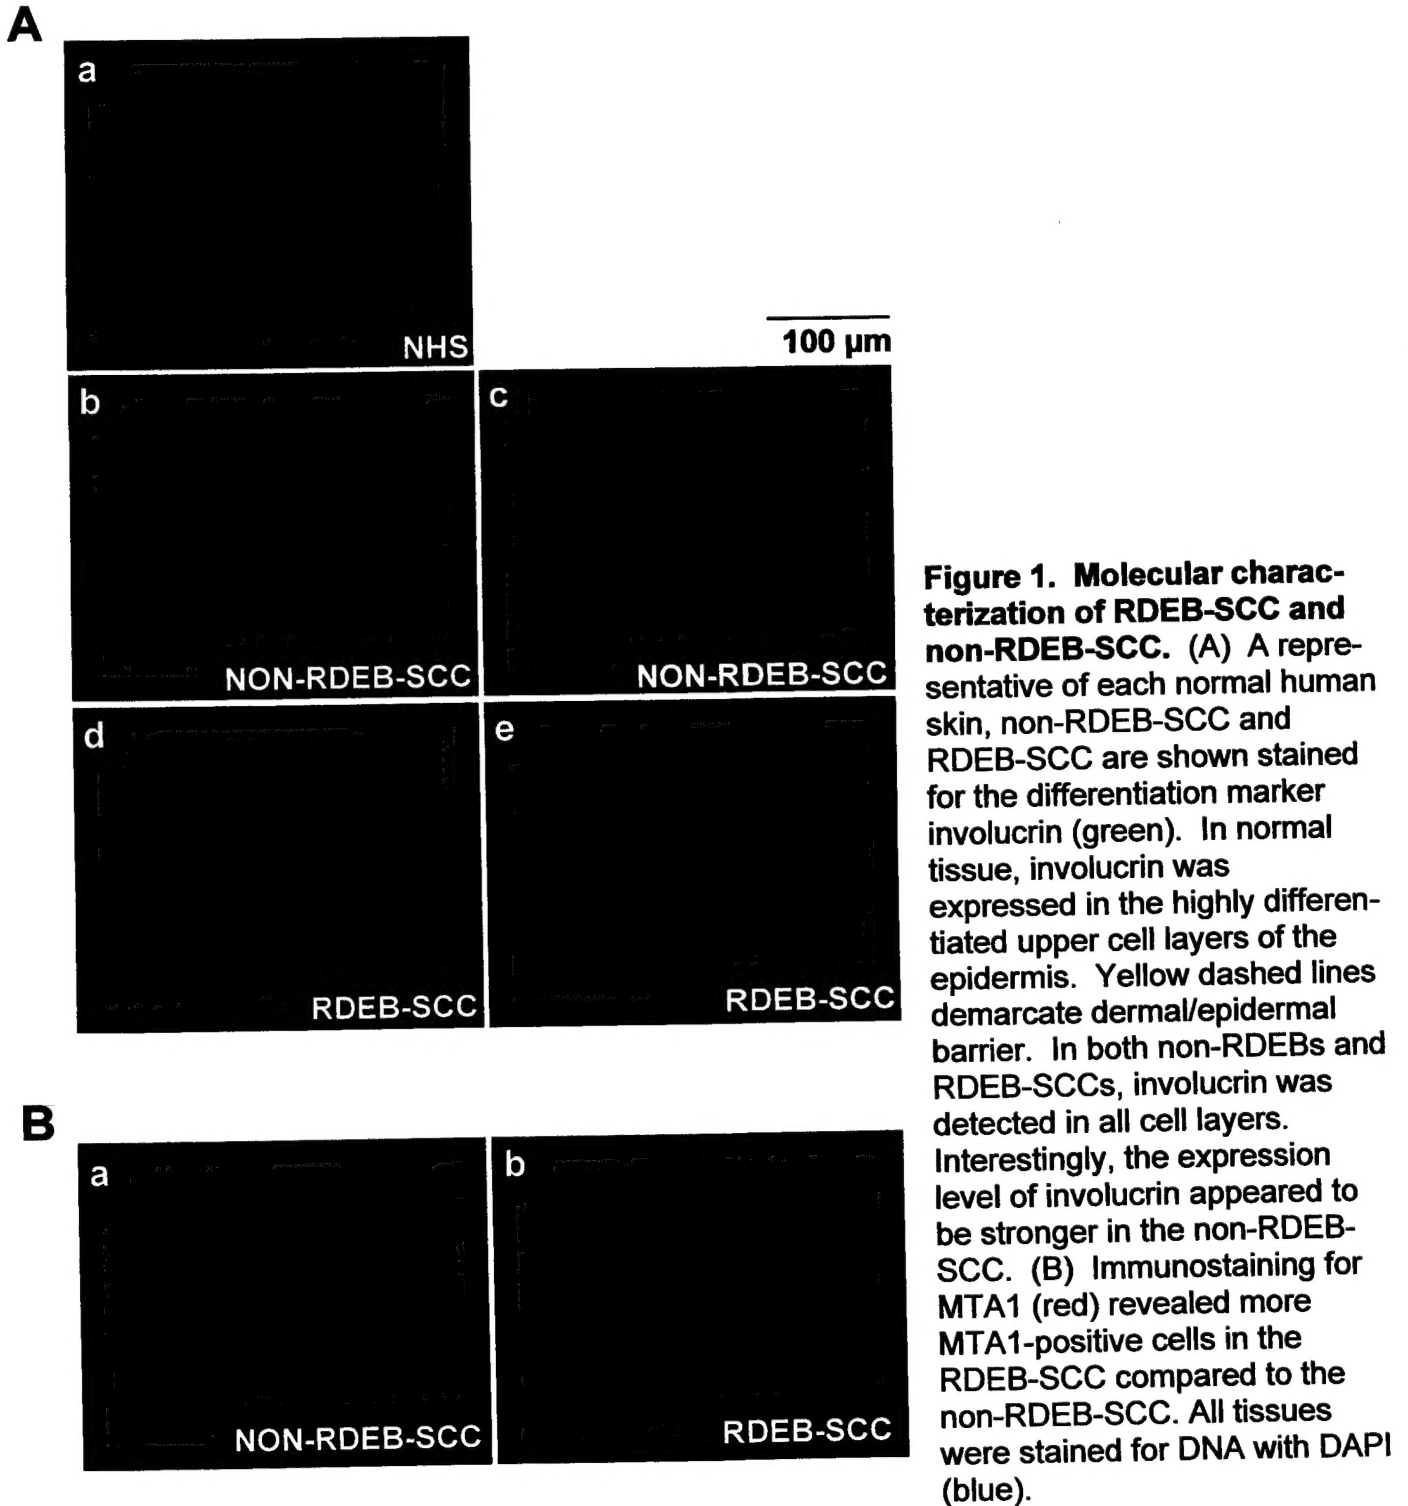 A
a
NHS
100 µm
b
NON-RDEB-SCC
c
NON-RDEB-SCC
d
RDEB-SCC
e
RDEB-SCC
B
a
NON-RDEB-SCC
b
RDEB-SCC
Figure 1. Molecular charac-
terization of RDEB-SCC and
non-RDEB-SCC. (A) A repre-
sentative of each normal human
skin, non-RDEB-SCC and
RDEB-SCC are shown stained
for the differentiation marker
involucrin (green). In normal
tissue, involucrin was
expressed in the highly differen-
tiated upper cell layers of the
epidermis. Yellow dashed lines
demarcate dermal/epidermal
barrier. In both non-RDEBs and
RDEB-SCCs, involucrin was
detected in all cell layers.
Interestingly, the expression
level of involucrin appeared to
be stronger in the non-RDEB-
SCC. (B) Immunostaining for
MTA1 (red) revealed more
MTA1-positive cells in the
RDEB-SCC compared to the
non-RDEB-SCC. All tissues
were stained for DNA with DAPI
(blue).